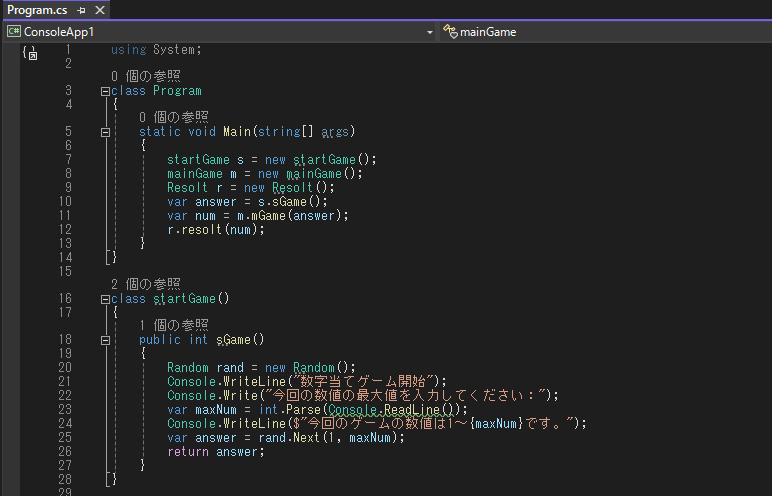 Program.cs
C# ConsoleApp1 mainGame
1 using System;
2
0 個の参照
3 class Program
4 {
0 個の参照
5 static void Main(string[] args)
6 {
7 startGame s = new startGame();
8 mainGame m = new mainGame();
9 Resolt r = new Resolt();
10 var answer = s.sGame();
11 var num = m.mGame(answer);
12 r.resolt(num);
13 }
14 }
15
2 個の参照
16 class startGame()
17 {
1 個の参照
18 public int sGame()
19 {
20 Random rand = new Random();
21 Console.WriteLine("数字当てゲーム開始");
22 Console.Write("今回の数値の最大値を入力してください：");
23 var maxNum = int.Parse(Console.ReadLine());
24 Console.WriteLine($"今回のゲームの数値は1～{maxNum}です。");
25 var answer = rand.Next(1, maxNum);
26 return answer;
27 }
28 }
29